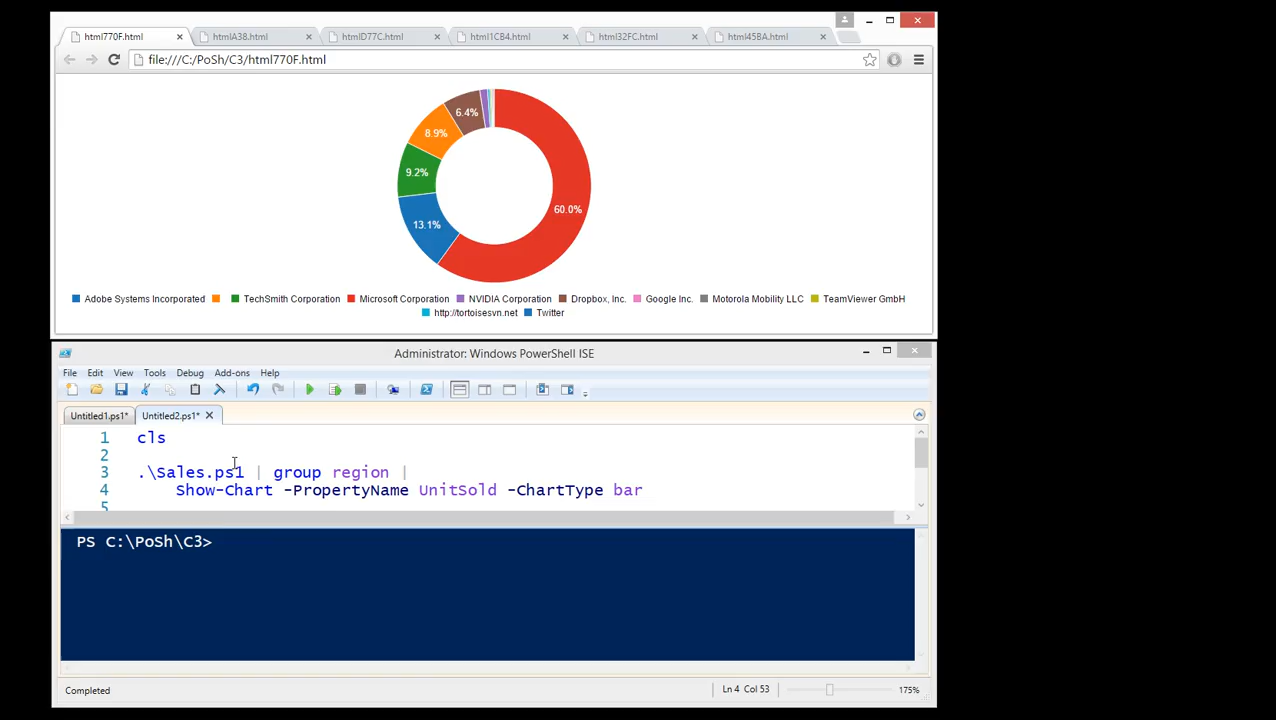 html770F.html htmlA38.html htmlD77C.html html1CB4.html html32FC.html html45BA.html
file:///C:/PoSh/C3/html770F.html
6.4%
8.9%
9.2%
60.0%
13.1%
Adobe Systems Incorporated TechSmith Corporation Microsoft Corporation NVIDIA Corporation Dropbox, Inc. Google Inc. Motorola Mobility LLC TeamViewer GmbH
http://tortoisesvn.net Twitter
Administrator: Windows PowerShell ISE
File Edit View Tools Debug Add-ons Help
Untitled1.ps1* Untitled2.ps1*
1 cls
2
3 .\Sales.ps1 | group region |
4 Show-Chart -PropertyName UnitSold -ChartType bar
5
PS C:\PoSh\C3>
Completed Ln 4 Col 53 175%